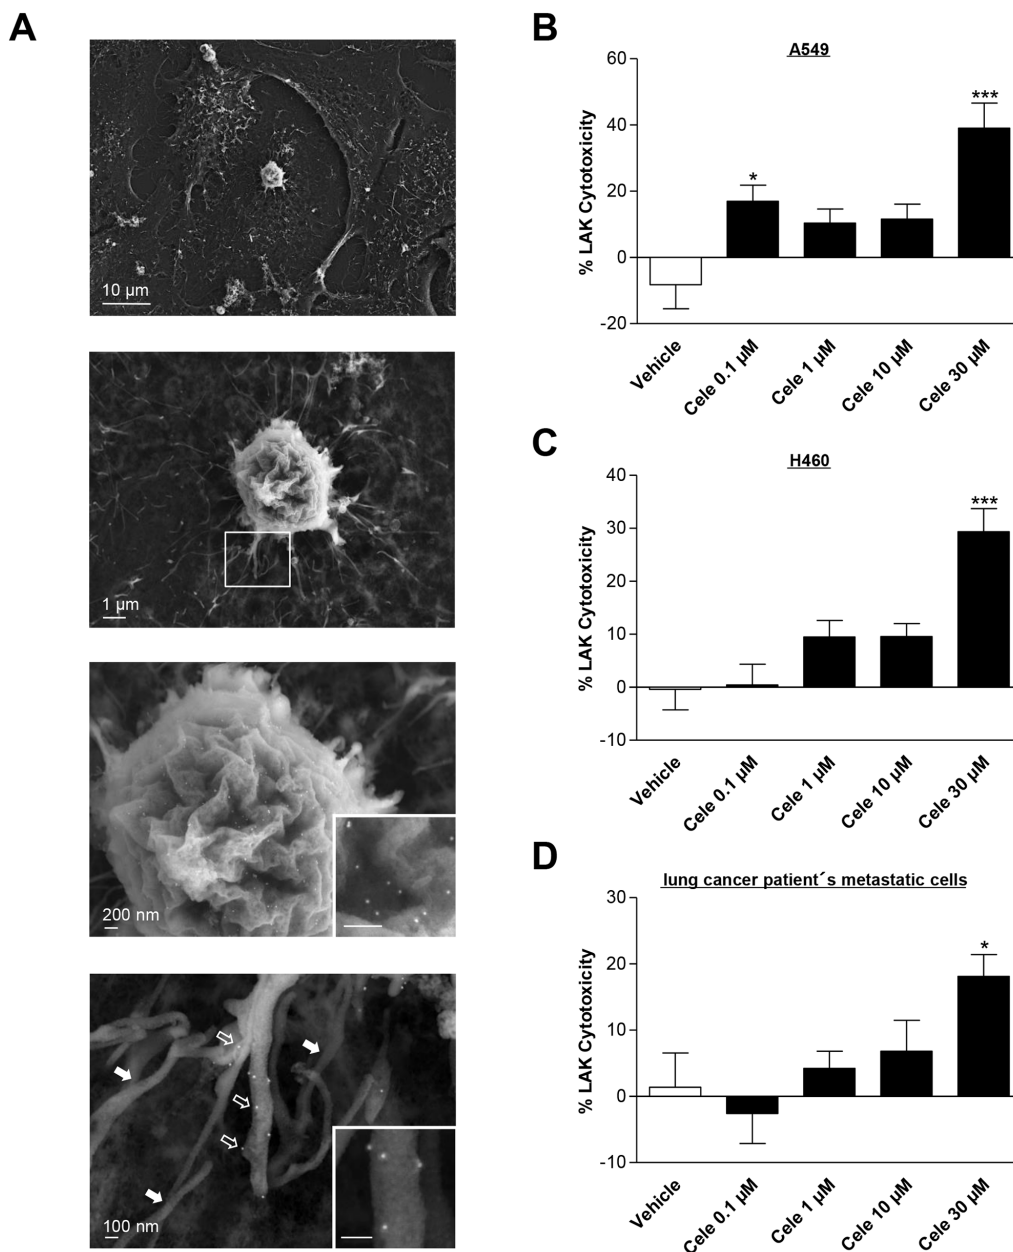 A
10 µm
1 µm
200 nm
100 nm
B
A549
% LAK Cytotoxicity
60
40
20
0
-20
*
***
Vehicle
Cele 0.1 µM
Cele 1 µM
Cele 10 µM
Cele 30 µM
C
H460
% LAK Cytotoxicity
40
30
20
10
0
-10
***
Vehicle
Cele 0.1 µM
Cele 1 µM
Cele 10 µM
Cele 30 µM
D
lung cancer patient´s metastatic cells
% LAK Cytotoxicity
30
20
10
0
-10
*
Vehicle
Cele 0.1 µM
Cele 1 µM
Cele 10 µM
Cele 30 µM